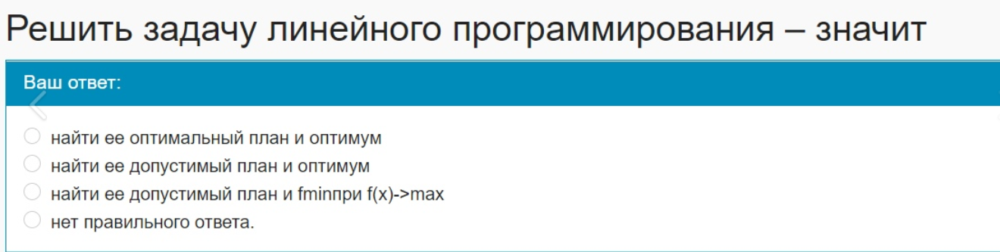 Решить задачу линейного программирования – значит
Ваш ответ:
найти ее оптимальный план и оптимум
найти ее допустимый план и оптимум
найти ее допустимый план и fminпри f(x)->max
нет правильного ответа.